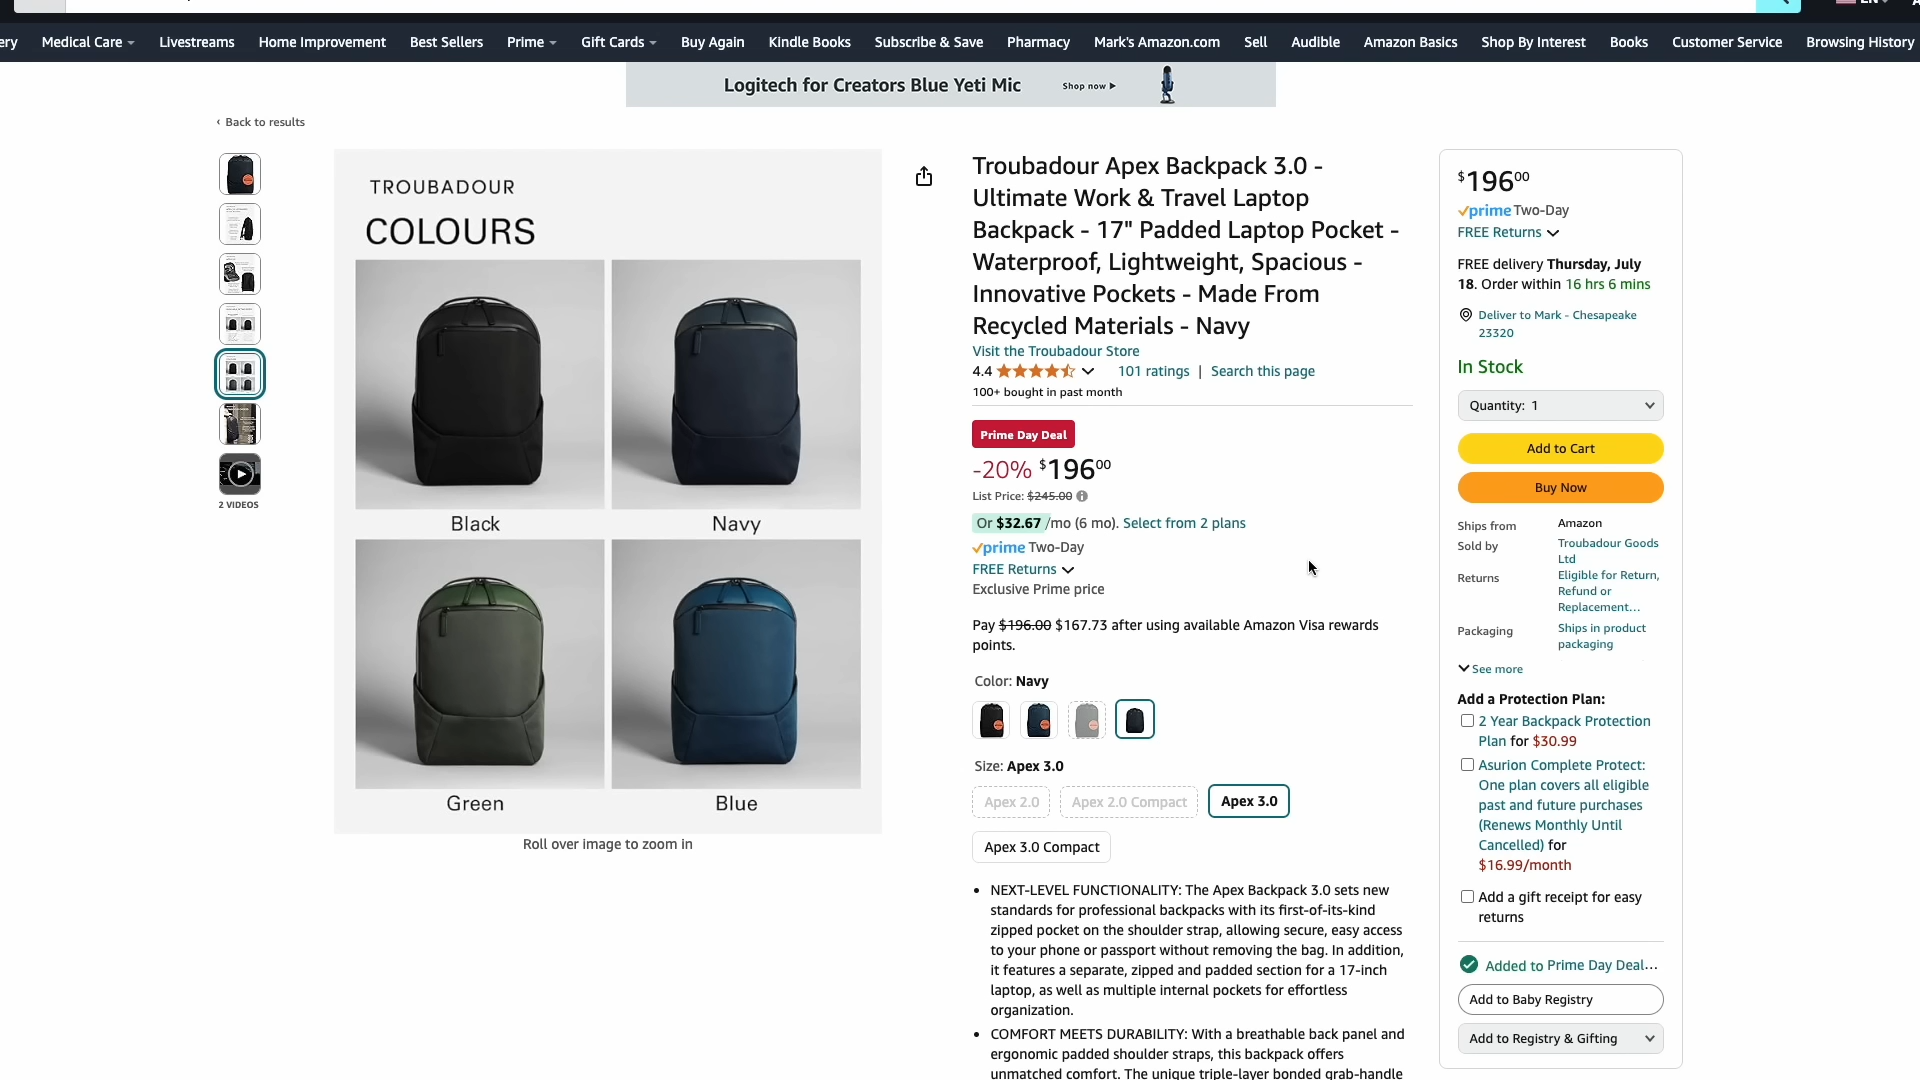 EN
ery
Medical Care
Livestreams
Home Improvement
Best Sellers
Prime
Gift Cards
Buy Again
Kindle Books
Subscribe & Save
Pharmacy
Mark's Amazon.com
Sell
Audible
Amazon Basics
Shop By Interest
Books
Customer Service
Browsing History
Logitech for Creators Blue Yeti Mic
Shop now ▶
‹ Back to results
2 VIDEOS
TROUBADOUR
COLOURS
Black
Navy
Green
Blue
Roll over image to zoom in
Troubadour Apex Backpack 3.0 -
Ultimate Work & Travel Laptop
Backpack - 17" Padded Laptop Pocket -
Waterproof, Lightweight, Spacious -
Innovative Pockets - Made From
Recycled Materials - Navy
Visit the Troubadour Store
4.4
101 ratings | Search this page
100+ bought in past month
Prime Day Deal
-20% $19600
List Price: $245.00
Or $32.67 /mo (6 mo). Select from 2 plans
prime Two-Day
FREE Returns
Exclusive Prime price
Pay $196.00 $167.73 after using available Amazon Visa rewards
points.
Color: Navy
Size: Apex 3.0
Apex 2.0
Apex 2.0 Compact
Apex 3.0
Apex 3.0 Compact
• NEXT-LEVEL FUNCTIONALITY: The Apex Backpack 3.0 sets new
standards for professional backpacks with its first-of-its-kind
zipped pocket on the shoulder strap, allowing secure, easy access
to your phone or passport without removing the bag. In addition,
it features a separate, zipped and padded section for a 17-inch
laptop, as well as multiple internal pockets for effortless
organization.
• COMFORT MEETS DURABILITY: With a breathable back panel and
ergonomic padded shoulder straps, this backpack offers
unmatched comfort. The unique triple-layer bonded grab-handle
$19600
prime Two-Day
FREE Returns
FREE delivery Thursday, July
18. Order within 16 hrs 6 mins
Deliver to Mark - Chesapeake
23320
In Stock
Quantity: 1
Add to Cart
Buy Now
Ships from
Amazon
Sold by
Troubadour Goods
Ltd
Returns
Eligible for Return,
Refund or
Replacement…
Packaging
Ships in product
packaging
See more
Add a Protection Plan:
2 Year Backpack Protection
Plan for $30.99
Asurion Complete Protect:
One plan covers all eligible
past and future purchases
(Renews Monthly Until
Cancelled) for
$16.99/month
Add a gift receipt for easy
returns
Added to Prime Day Deal…
Add to Baby Registry
Add to Registry & Gifting